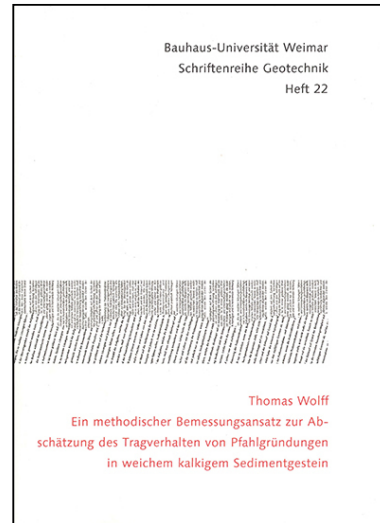 Bauhaus-Universität Weimar
Schriftenreihe Geotechnik
Heft 22
Thomas Wolff
Ein methodischer Bemessungsansatz zur Ab-
schätzung des Tragverhalten von Pfahlgründungen
in weichem kalkigem Sedimentgestein